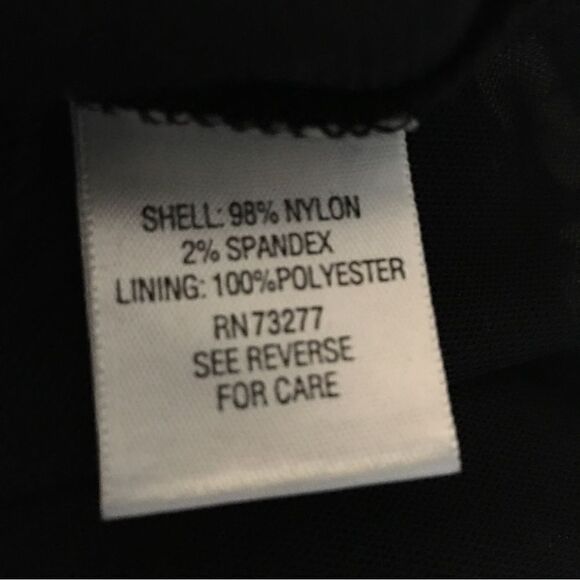 SHELL: 98% NYLON
2% SPANDEX
LINING: 100%POLYESTER
RN 73277
SEE REVERSE
FOR CARE